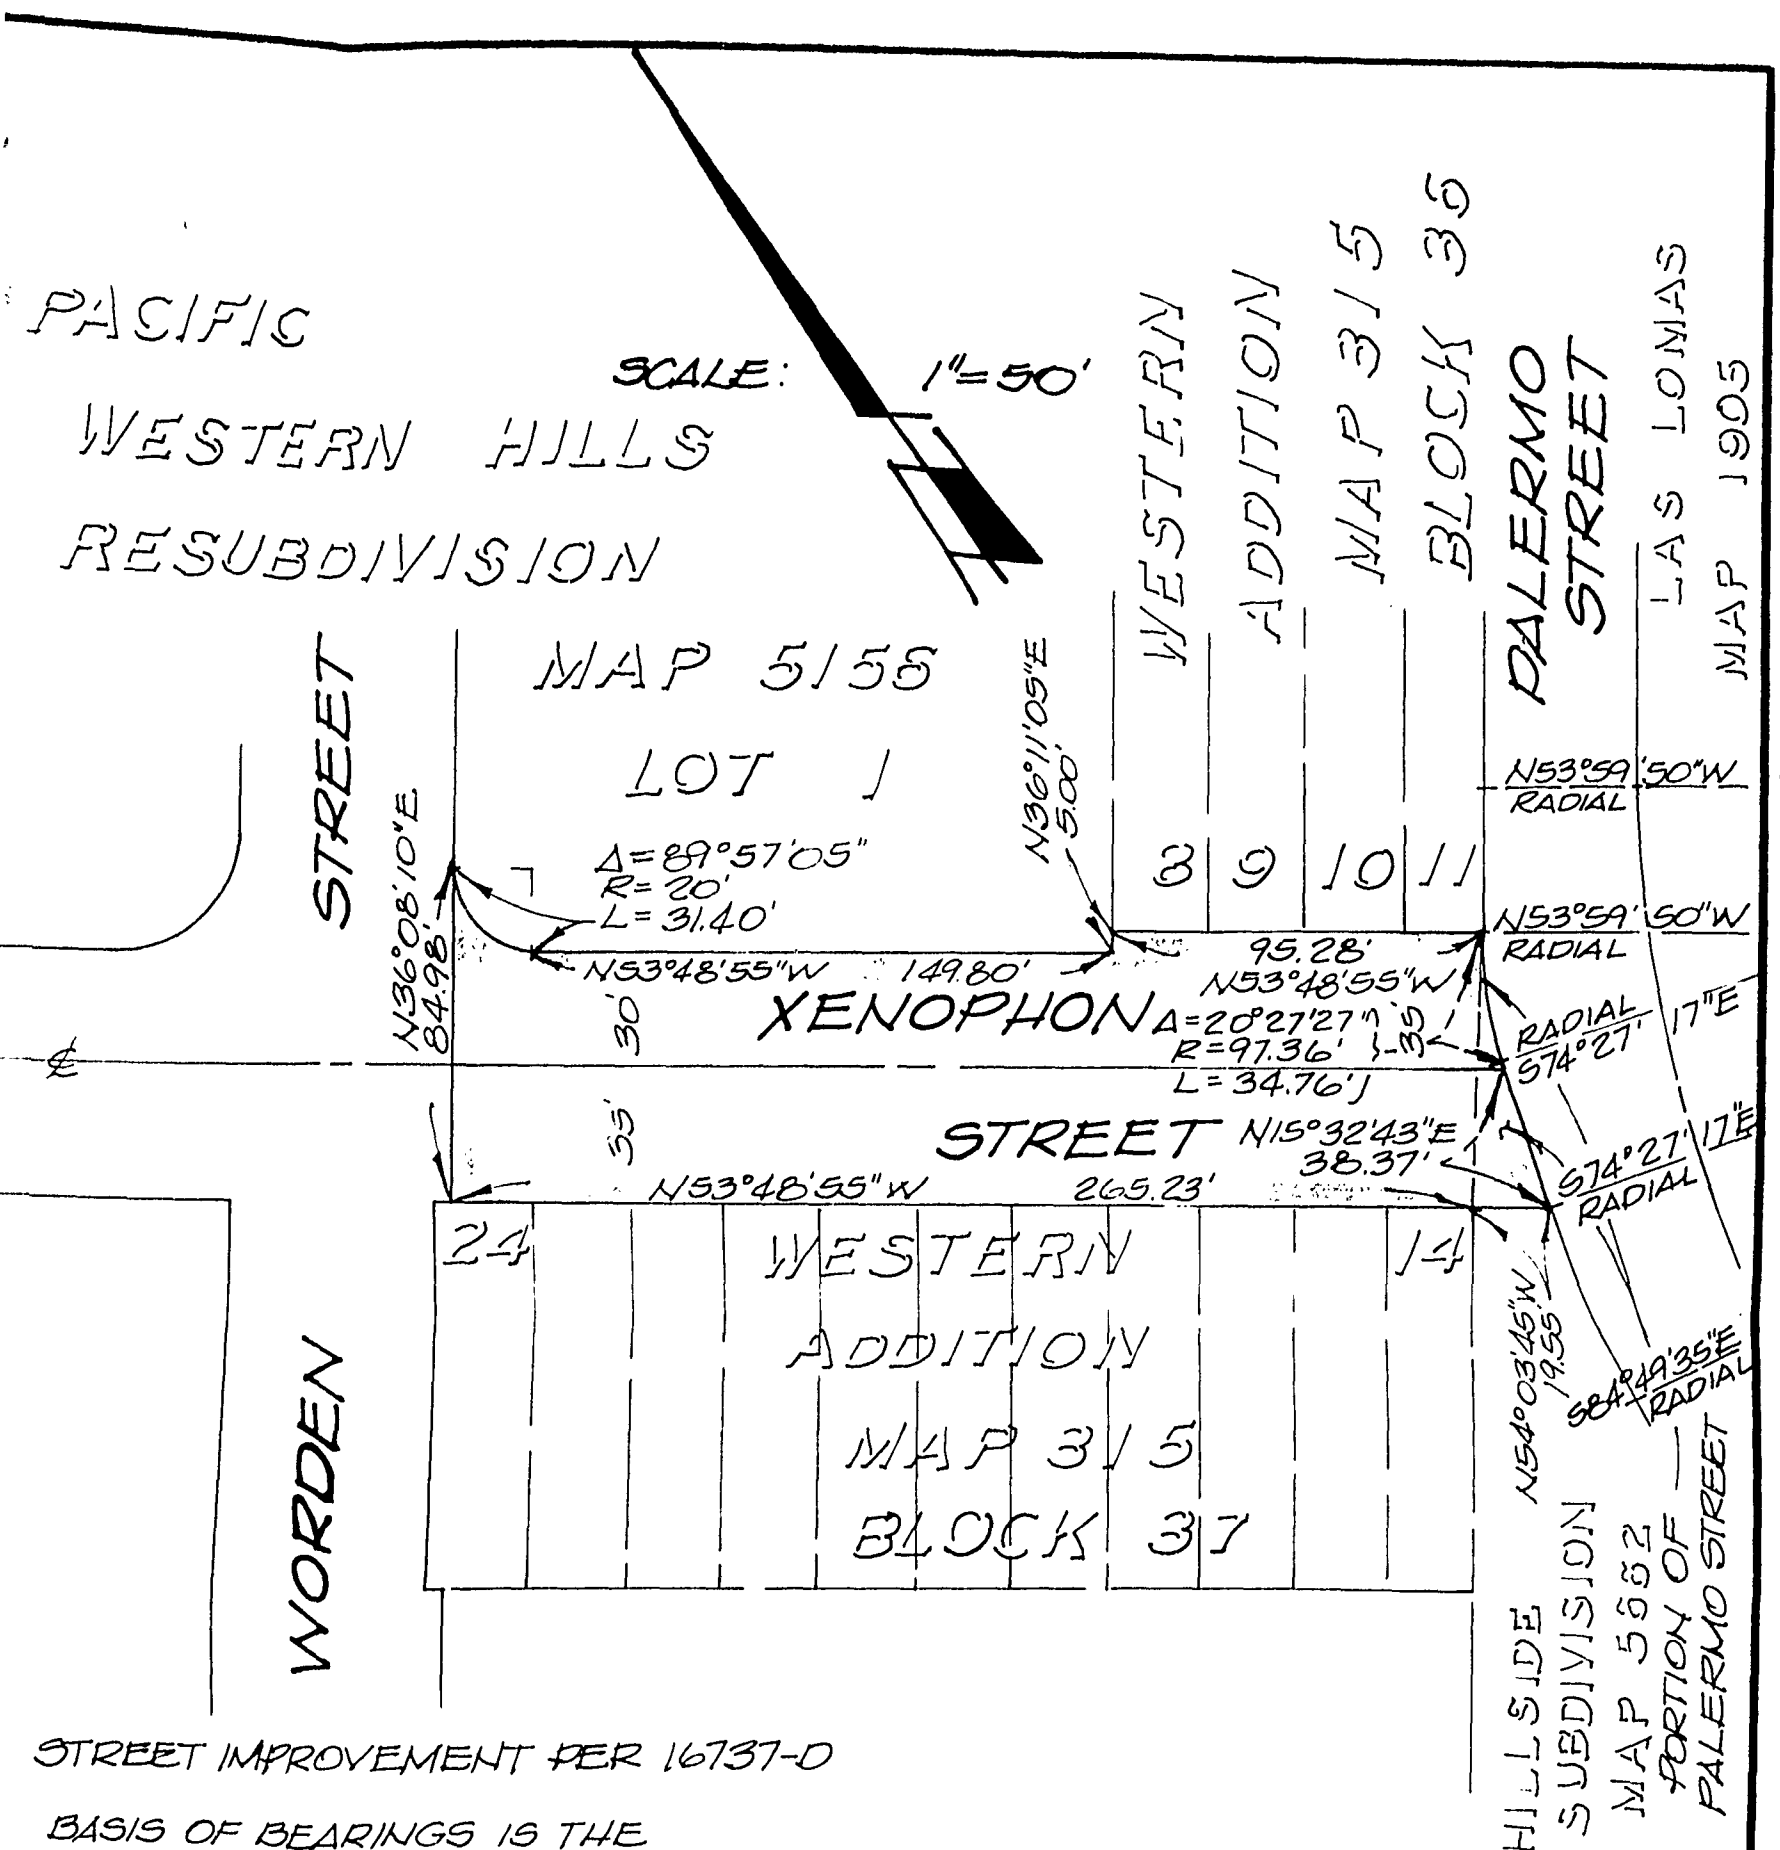 PACIFIC
WESTERN HILLS
RESUBDIVISION
MAP 5155
LOT 1
SCALE: 1"=50'
WESTERN
ADDITION
MAP 315
BLOCK 35
PALERMO
STREET
LAS LOMAS
MAP 1905
STREET
N36°08'10"E
84.98'
Δ=89°57'05"
R=20'
L=31.40'
N36°11'05"E
5.00'
8 9 10 11
N53°59'50"W
RADIAL
N53°59'50"W
RADIAL
N53°48'55"W 149.80'
95.28'
N53°48'55"W
XENOPHON
STREET
30'
35'
35'
Δ=20°27'27"
R=97.36'
L=34.76'
RADIAL
S74°27'17"E
N15°32'43"E
38.37'
S74°27'17"E
RADIAL
N53°48'55"W 265.23'
24
14
WESTERN
ADDITION
MAP 315
BLOCK 37
N54°03'45"W
19.55'
S84°49'35"E
RADIAL
WORDEN
HILLSIDE
SUBDIVISION
PORTION OF
PALERMO STREET
STREET IMPROVEMENT PER 16737-D
BASIS OF BEARINGS IS THE